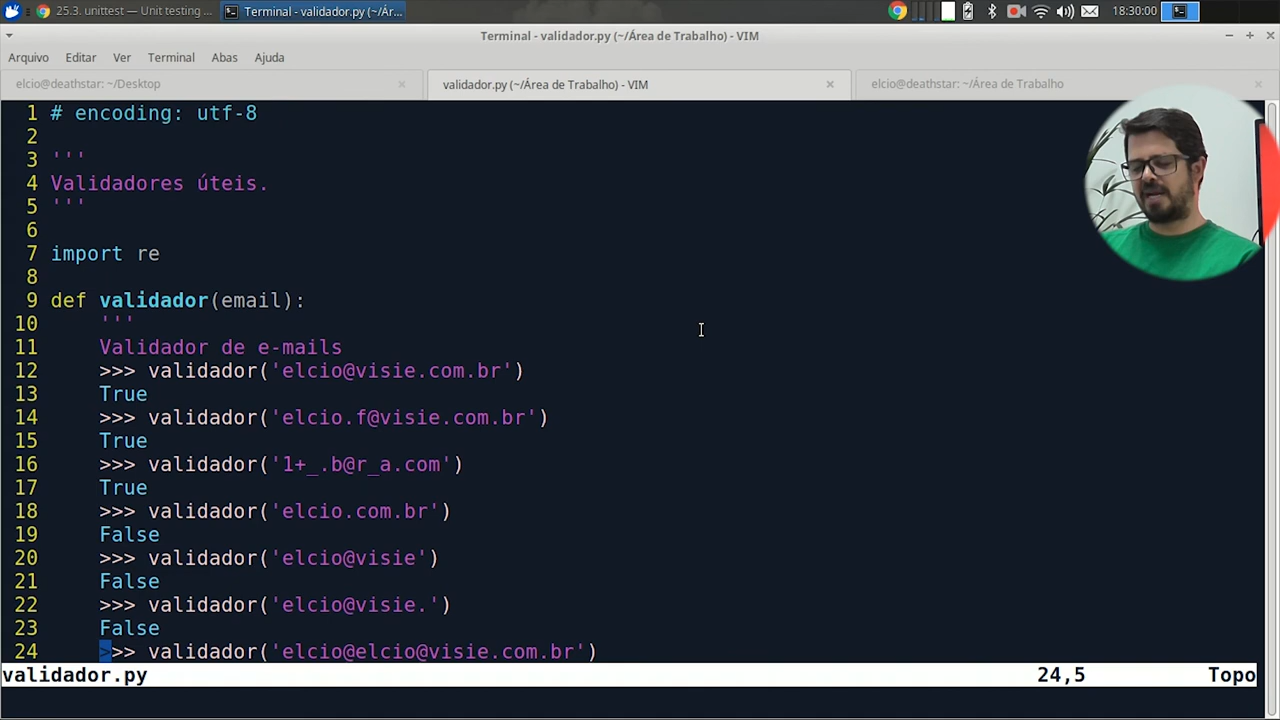 25.3. unittest — Unit testing ...
Terminal - validador.py (~/Ár...
18:30:00
Terminal - validador.py (~/Área de Trabalho) - VIM
Arquivo Editar Ver Terminal Abas Ajuda
elcio@deathstar: ~/Desktop
validador.py (~/Área de Trabalho) - VIM
elcio@deathstar: ~/Área de Trabalho
1 # encoding: utf-8
2
3 '''
4 Validadores úteis.
5 '''
6
7 import re
8
9 def validador(email):
10 '''
11 Validador de e-mails
12 >>> validador('elcio@visie.com.br')
13 True
14 >>> validador('elcio.f@visie.com.br')
15 True
16 >>> validador('1+_.b@r_a.com')
17 True
18 >>> validador('elcio.com.br')
19 False
20 >>> validador('elcio@visie')
21 False
22 >>> validador('elcio@visie.')
23 False
24 >>> validador('elcio@elcio@visie.com.br')
validador.py 24,5 Topo